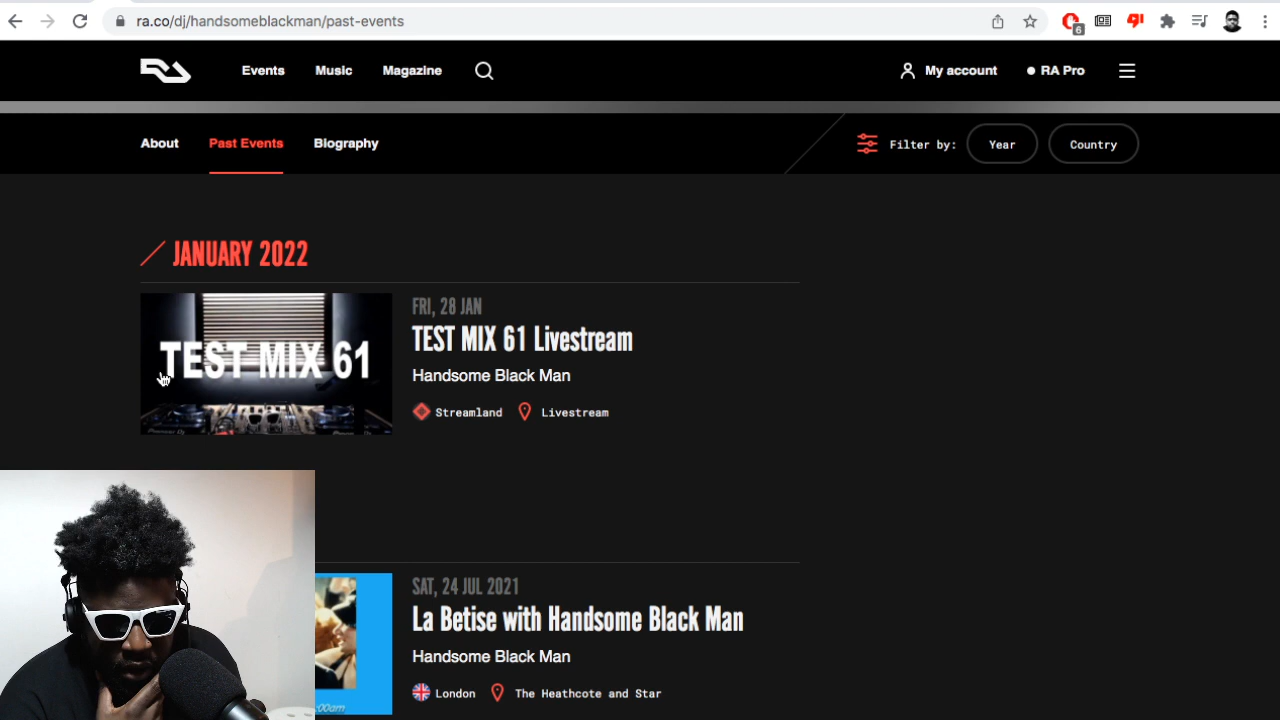 ra.co/dj/handsomeblackman/past-events
6
Events Music Magazine
My account RA Pro
About Past Events Biography
Filter by: Year Country
JANUARY 2022
TEST MIX 61
FRI, 28 JAN
TEST MIX 61 Livestream
Handsome Black Man
Streamland Livestream
SAT, 24 JUL 2021
La Betise with Handsome Black Man
Handsome Black Man
London The Heathcote and Star
:00am